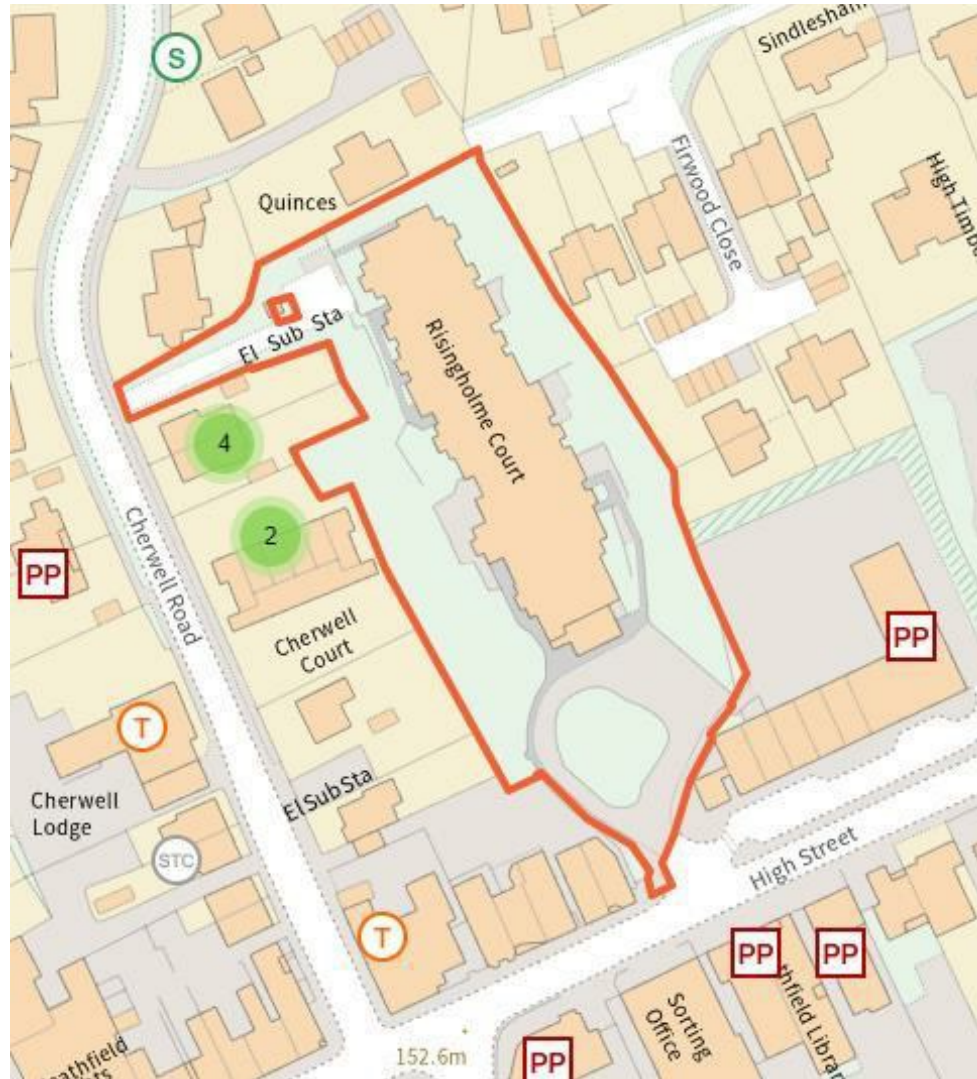 S
Sindlesham
Firwood Close
High Timb
Quinces
El Sub Sta
Risingholme Court
4
2
PP
Cherwell Road
Cherwell
Court
PP
T
Cherwell
Lodge
El Sub Sta
STC
High Street
T
PP
PP
thfield Librar
Sorting
Office
athfield
152.6m
PP